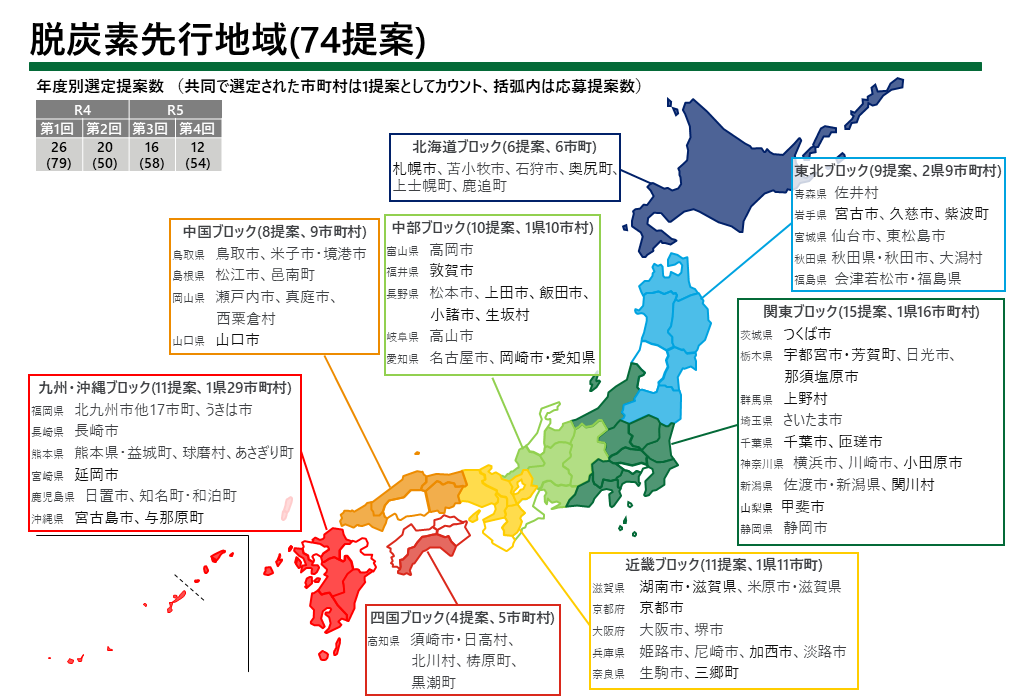 脱炭素先行地域(74提案)
年度別選定提案数 (共同で選定された市町村は1提案としてカウント、括弧内は応募提案数)
R4 R5
第1回 第2回 第3回 第4回
26 20 16 12
(79) (50) (58) (54)
北海道ブロック(6提案、6市町)
札幌市、苫小牧市、石狩市、奥尻町、
上士幌町、鹿追町
東北ブロック(9提案、2県9市町村)
青森県 佐井村
岩手県 宮古市、久慈市、紫波町
宮城県 仙台市、東松島市
秋田県 秋田県・秋田市、大潟村
福島県 会津若松市・福島県
中国ブロック(8提案、9市町村)
鳥取県 鳥取市、米子市・境港市
島根県 松江市、邑南町
岡山県 瀬戸内市、真庭市、
西粟倉村
山口県 山口市
中部ブロック(10提案、1県10市村)
富山県 高岡市
福井県 敦賀市
長野県 松本市、上田市、飯田市、
小諸市、生坂村
岐阜県 高山市
愛知県 名古屋市、岡崎市・愛知県
関東ブロック(15提案、1県16市町村)
茨城県 つくば市
栃木県 宇都宮市・芳賀町、日光市、
那須塩原市
群馬県 上野村
埼玉県 さいたま市
千葉県 千葉市、匝瑳市
神奈川県 横浜市、川崎市、小田原市
新潟県 佐渡市・新潟県、関川村
山梨県 甲斐市
静岡県 静岡市
九州・沖縄ブロック(11提案、1県29市町村)
福岡県 北九州市他17市町、うきは市
長崎県 長崎市
熊本県 熊本県・益城町、球磨村、あさぎり町
宮崎県 延岡市
鹿児島県 日置市、知名町・和泊町
沖縄県 宮古島市、与那原町
近畿ブロック(11提案、1県11市町)
滋賀県 湖南市・滋賀県、米原市・滋賀県
京都府 京都市
大阪府 大阪市、堺市
兵庫県 姫路市、尼崎市、加西市、淡路市
奈良県 生駒市、三郷町
四国ブロック(4提案、5市町村)
高知県 須崎市・日高村、
北川村、梼原町、
黒潮町